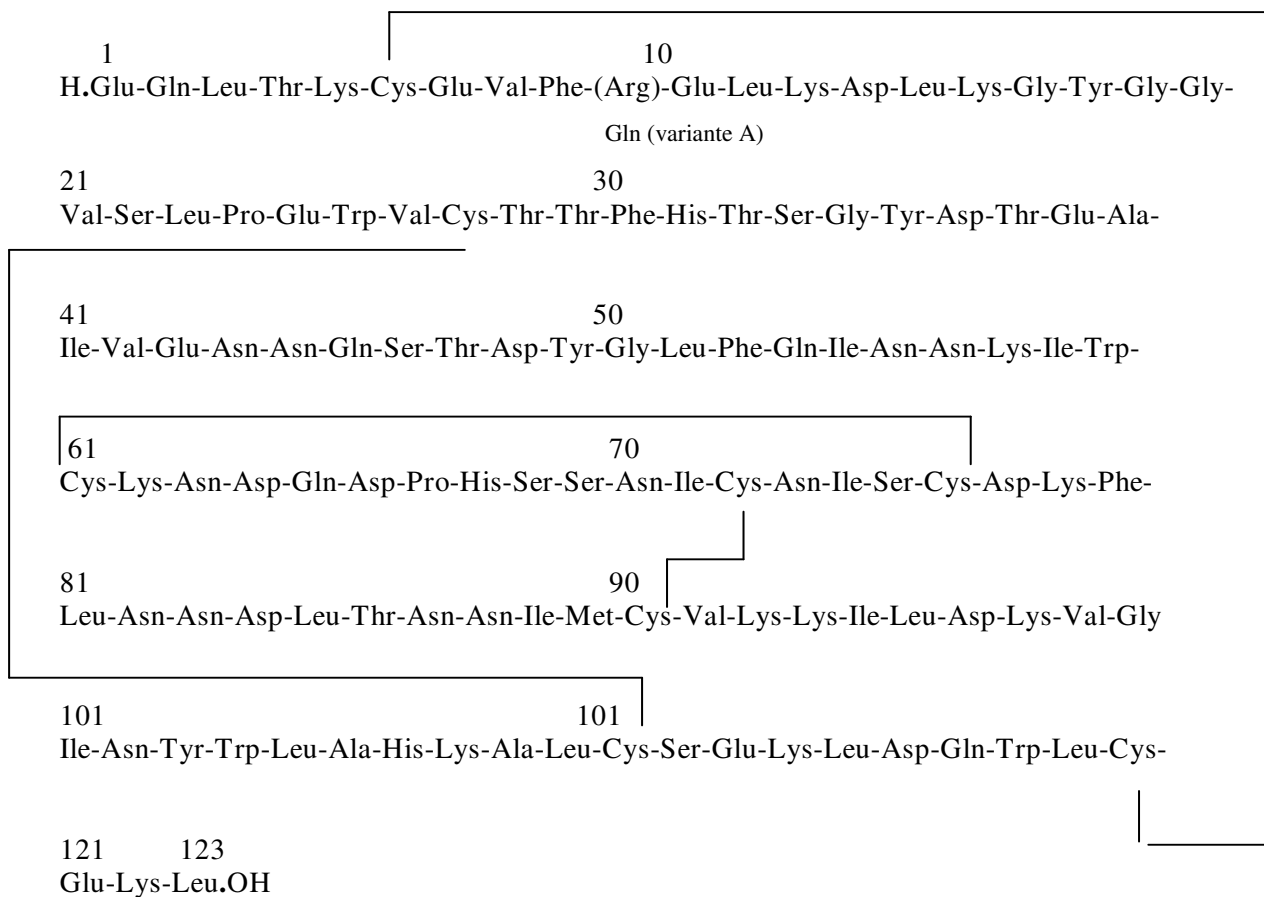 1 10
H.Glu-Gln-Leu-Thr-Lys-Cys-Glu-Val-Phe-(Arg)-Glu-Leu-Lys-Asp-Leu-Lys-Gly-Tyr-Gly-Gly-
Gln (variante A)
21 30
Val-Ser-Leu-Pro-Glu-Trp-Val-Cys-Thr-Thr-Phe-His-Thr-Ser-Gly-Tyr-Asp-Thr-Glu-Ala-
41 50
Ile-Val-Glu-Asn-Asn-Gln-Ser-Thr-Asp-Tyr-Gly-Leu-Phe-Gln-Ile-Asn-Asn-Lys-Ile-Trp-
61 70
Cys-Lys-Asn-Asp-Gln-Asp-Pro-His-Ser-Ser-Asn-Ile-Cys-Asn-Ile-Ser-Cys-Asp-Lys-Phe-
81 90
Leu-Asn-Asn-Asp-Leu-Thr-Asn-Asn-Ile-Met-Cys-Val-Lys-Lys-Ile-Leu-Asp-Lys-Val-Gly
101 101
Ile-Asn-Tyr-Trp-Leu-Ala-His-Lys-Ala-Leu-Cys-Ser-Glu-Lys-Leu-Asp-Gln-Trp-Leu-Cys-
121 123
Glu-Lys-Leu.OH